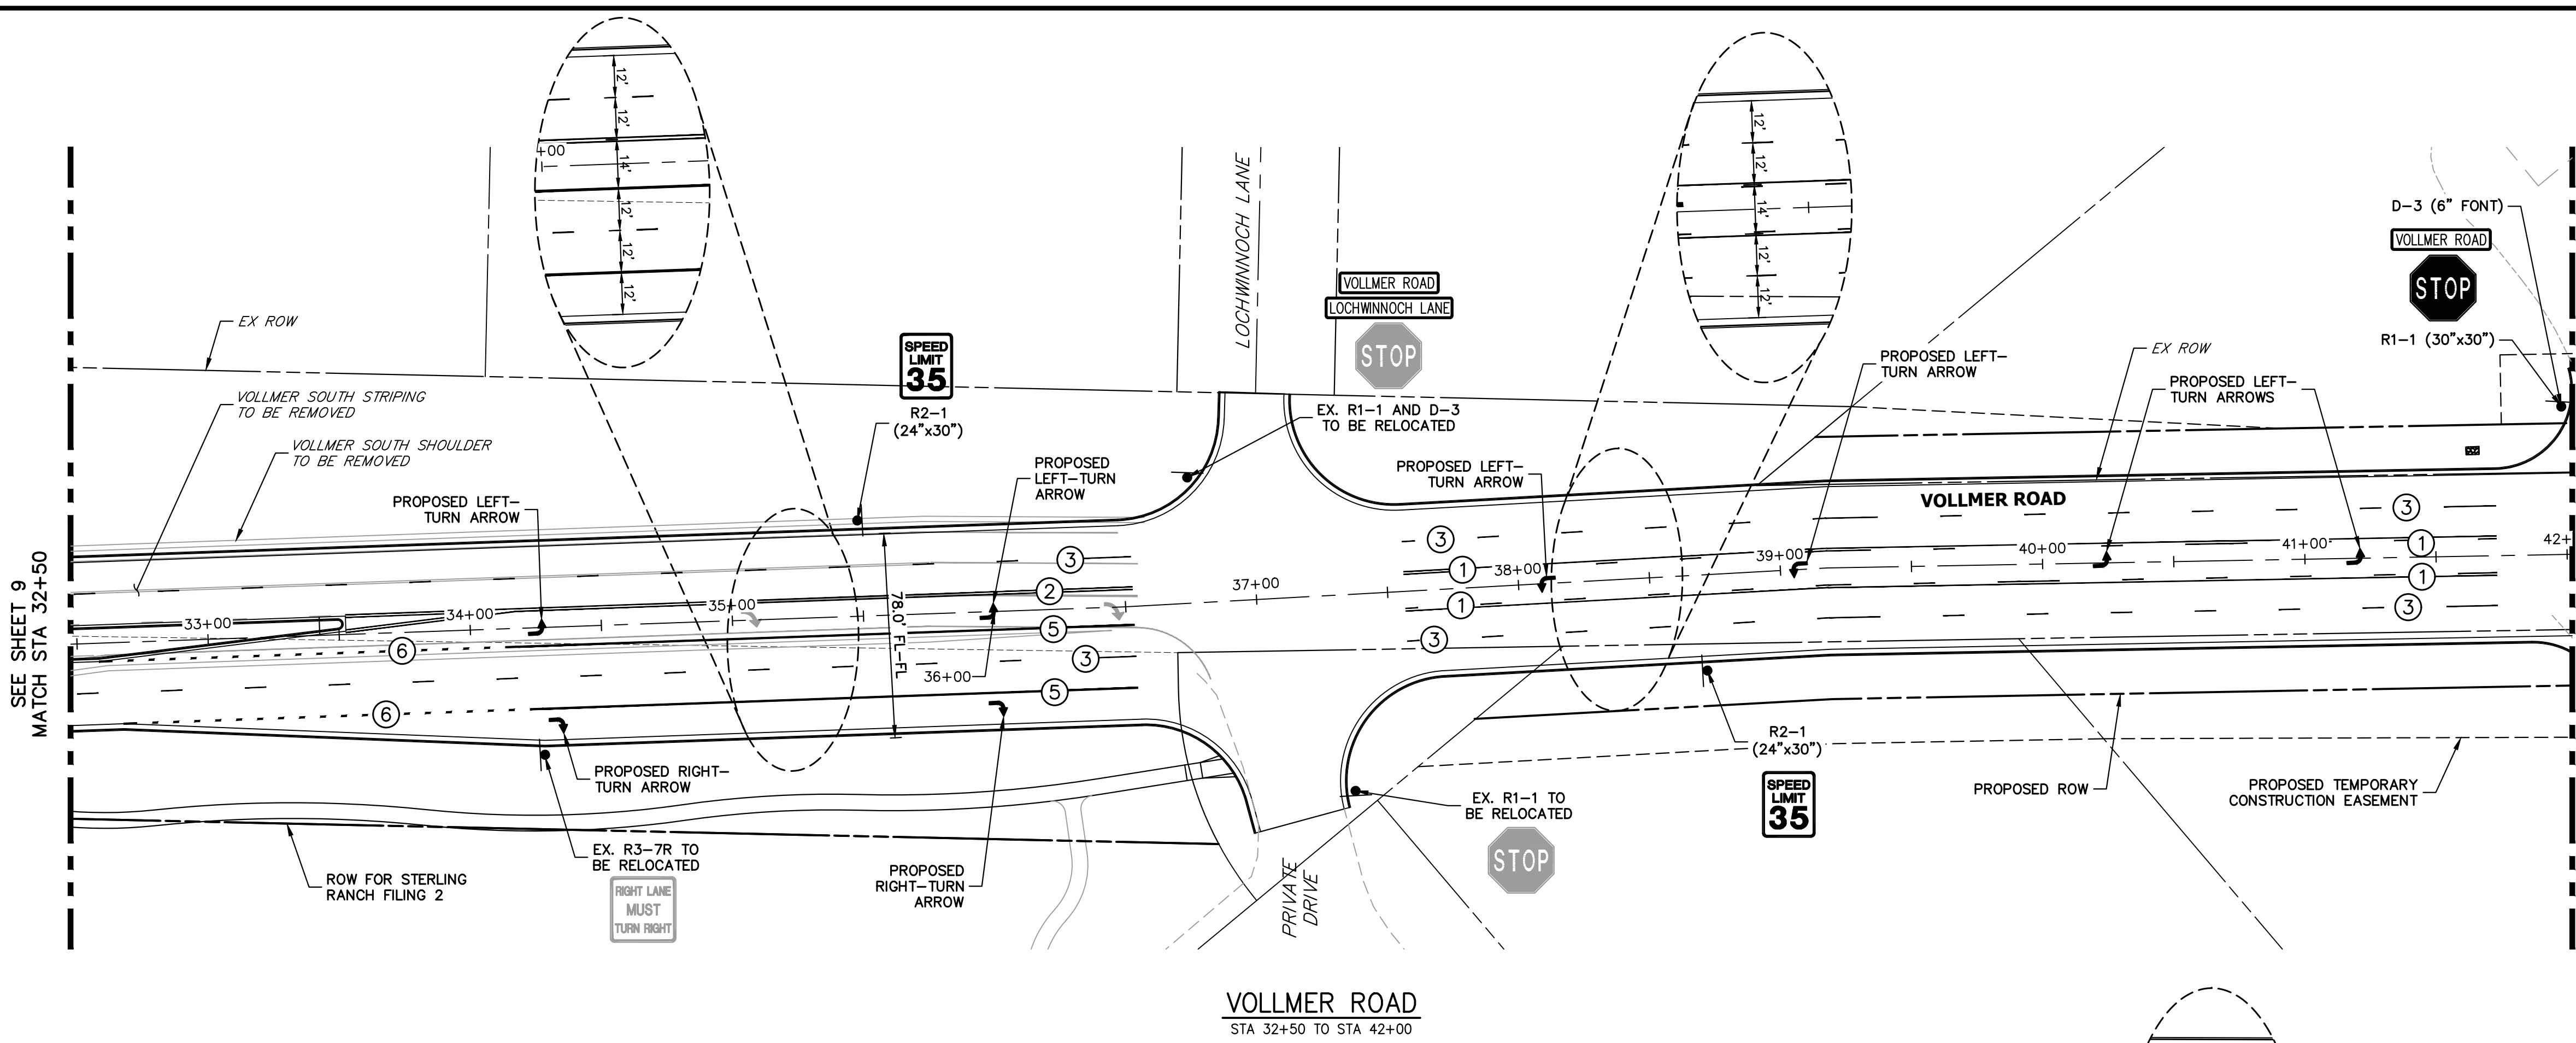 12'
12'
14'
12'
12'
12'
+00
12'
12'
14'
12'
12'
SEE SHEET 9
MATCH STA 32+50
EX ROW
VOLLMER SOUTH STRIPING
TO BE REMOVED
VOLLMER SOUTH SHOULDER
TO BE REMOVED
PROPOSED LEFT-
TURN ARROW
SPEED
LIMIT
35
R2-1
(24"x30")
PROPOSED
LEFT-TURN
ARROW
LOCHWINNOCH LANE
VOLLMER ROAD
LOCHWINNOCH LANE
STOP
EX. R1-1 AND D-3
TO BE RELOCATED
PROPOSED LEFT-
TURN ARROW
PROPOSED LEFT-
TURN ARROW
EX ROW
PROPOSED LEFT-
TURN ARROWS
D-3 (6" FONT)
VOLLMER ROAD
STOP
R1-1 (30"x30")
VOLLMER ROAD
33+00
34+00
35+00
36+00
37+00
38+00
39+00
40+00
41+00
42+
3
2
5
3
5
6
6
3
1
1
3
3
1
1
3
78.0' FL-FL
PROPOSED RIGHT-
TURN ARROW
EX. R3-7R TO
BE RELOCATED
RIGHT LANE
MUST
TURN RIGHT
ROW FOR STERLING
RANCH FILING 2
PROPOSED
RIGHT-TURN
ARROW
PRIVATE
DRIVE
EX. R1-1 TO
BE RELOCATED
STOP
R2-1
(24"x30")
SPEED
LIMIT
35
PROPOSED ROW
PROPOSED TEMPORARY
CONSTRUCTION EASEMENT
VOLLMER ROAD
STA 32+50 TO STA 42+00